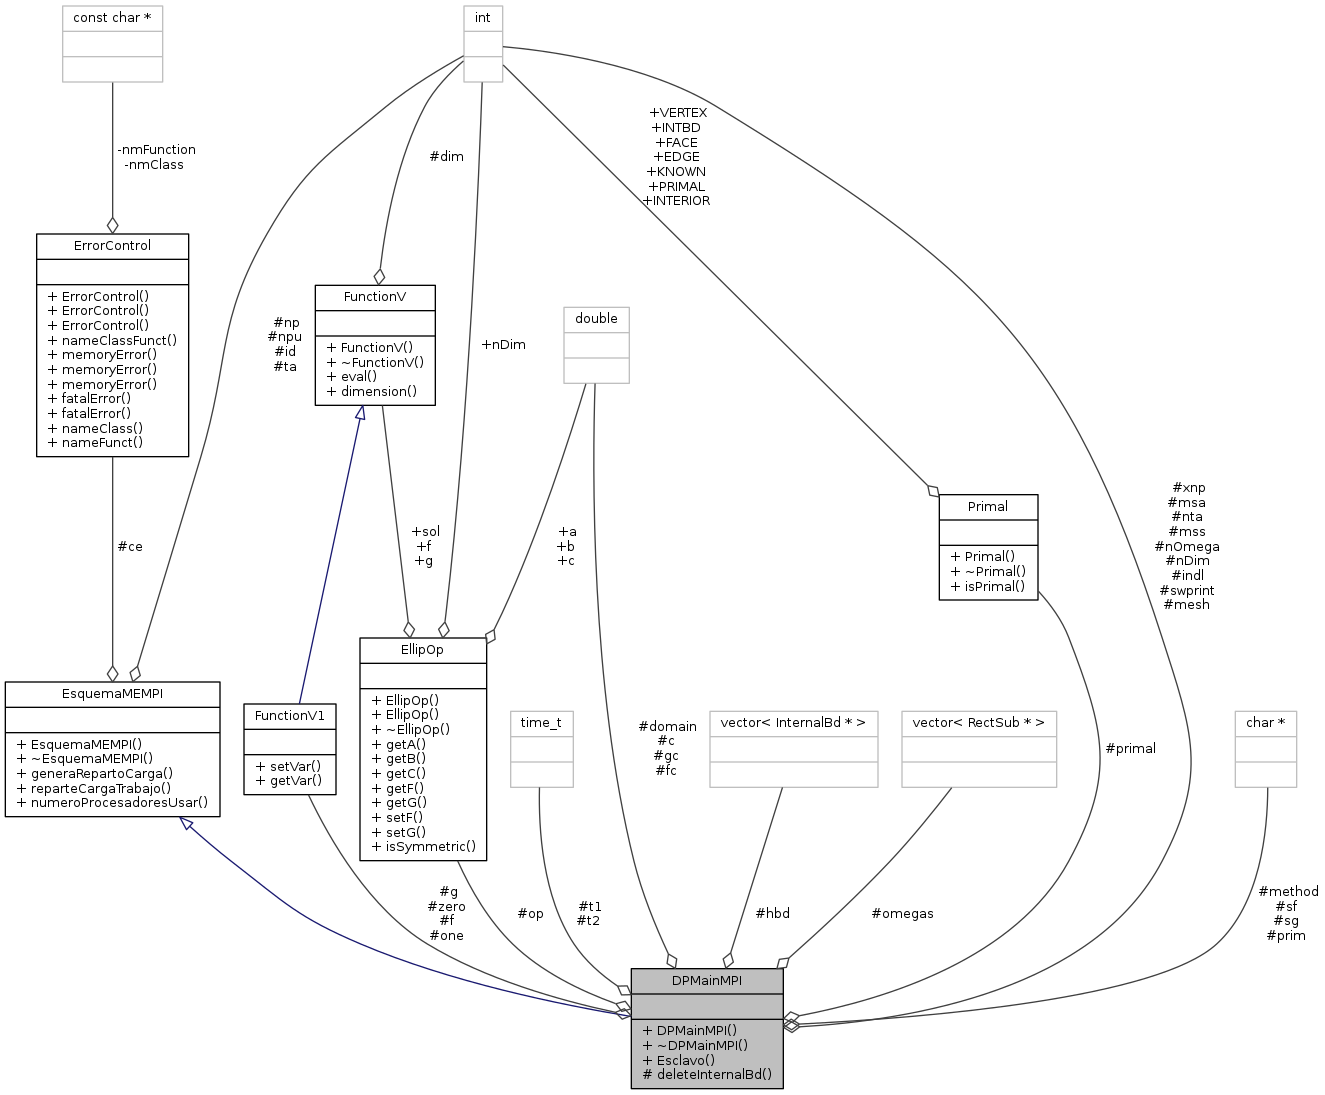 const char *
int
+VERTEX
+INTBD
+FACE
+EDGE
+KNOWN
+PRIMAL
+INTERIOR
-nmFunction
-nmClass
#dim
ErrorControl
+ ErrorControl()
+ ErrorControl()
+ ErrorControl()
+ nameClassFunct()
+ memoryError()
+ memoryError()
+ memoryError()
+ fatalError()
+ fatalError()
+ nameClass()
+ nameFunct()
#np
#npu
#id
#ta
FunctionV
+ FunctionV()
+ ~FunctionV()
+ eval()
+ dimension()
+nDim
double
#xnp
#msa
#nta
#mss
#nOmega
#nDim
#indl
#swprint
#mesh
Primal
+ Primal()
+ ~Primal()
+ isPrimal()
#ce
+sol
+f
+g
+a
+b
+c
EsquemaMEMPI
+ EsquemaMEMPI()
+ ~EsquemaMEMPI()
+ generaRepartoCarga()
+ reparteCargaTrabajo()
+ numeroProcesadoresUsar()
FunctionV1
+ setVar()
+ getVar()
EllipOp
+ EllipOp()
+ EllipOp()
+ ~EllipOp()
+ getA()
+ getB()
+ getC()
+ getF()
+ getG()
+ setF()
+ setG()
+ isSymmetric()
time_t
#domain
#c
#gc
#fc
vector< InternalBd * >
vector< RectSub * >
#primal
char *
#g
#zero
#f
#one
#op
#t1
#t2
#hbd
#omegas
#method
#sf
#sg
#prim
DPMainMPI
+ DPMainMPI()
+ ~DPMainMPI()
+ Esclavo()
# deleteInternalBd()